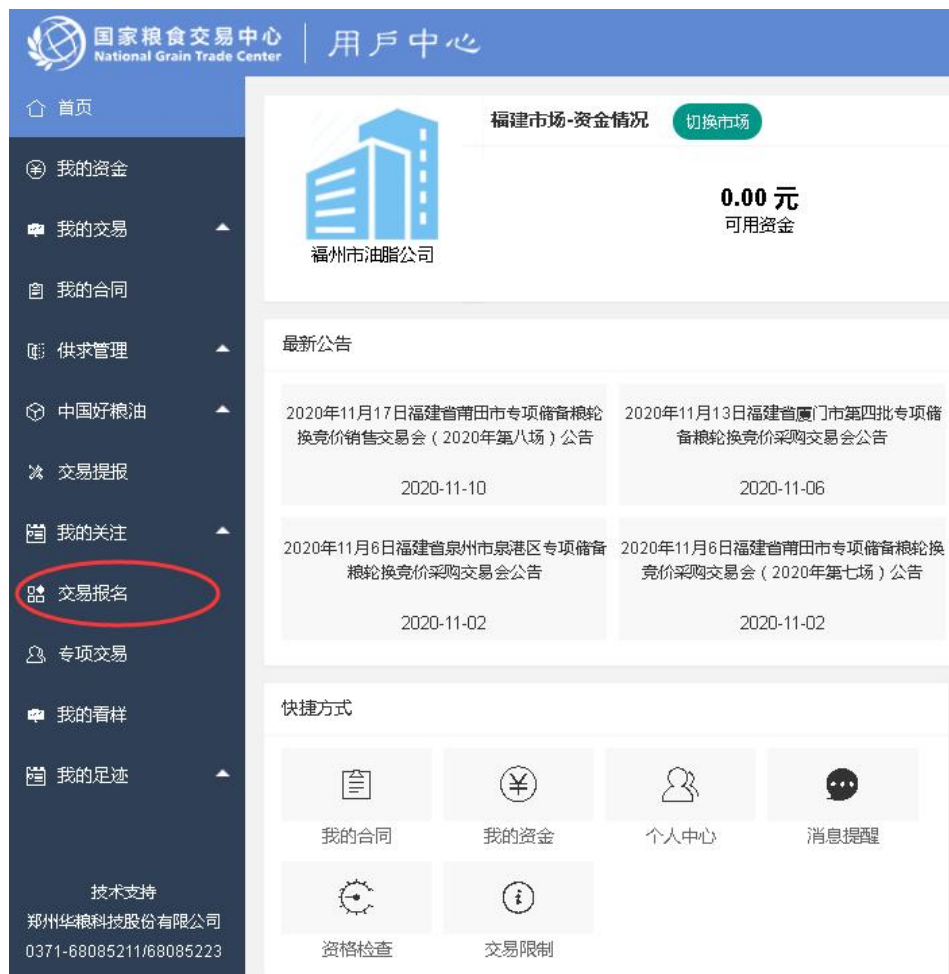 国家粮食交易中心
National Grain Trade Center
用戶中心
首页
我的资金
我的交易
我的合同
供求管理
中国好粮油
交易提报
我的关注
交易报名
专项交易
我的看样
我的足迹
技术支持
郑州华粮科技股份有限公司
0371-68085211/68085223
福建市场-资金情况
切换市场
0.00 元
可用资金
福州市油脂公司
最新公告
2020年11月17日福建省莆田市专项储备粮轮
换竞价销售交易会（2020年第八场）公告
2020-11-10
2020年11月13日福建省厦门市第四批专项储
备粮轮换竞价采购交易会公告
2020-11-06
2020年11月6日福建省泉州市泉港区专项储备
粮轮换竞价采购交易会公告
2020-11-02
2020年11月6日福建省莆田市专项储备粮轮换
竞价采购交易会（2020年第七场）公告
2020-11-02
快捷方式
我的合同
我的资金
个人中心
消息提醒
资格检查
交易限制